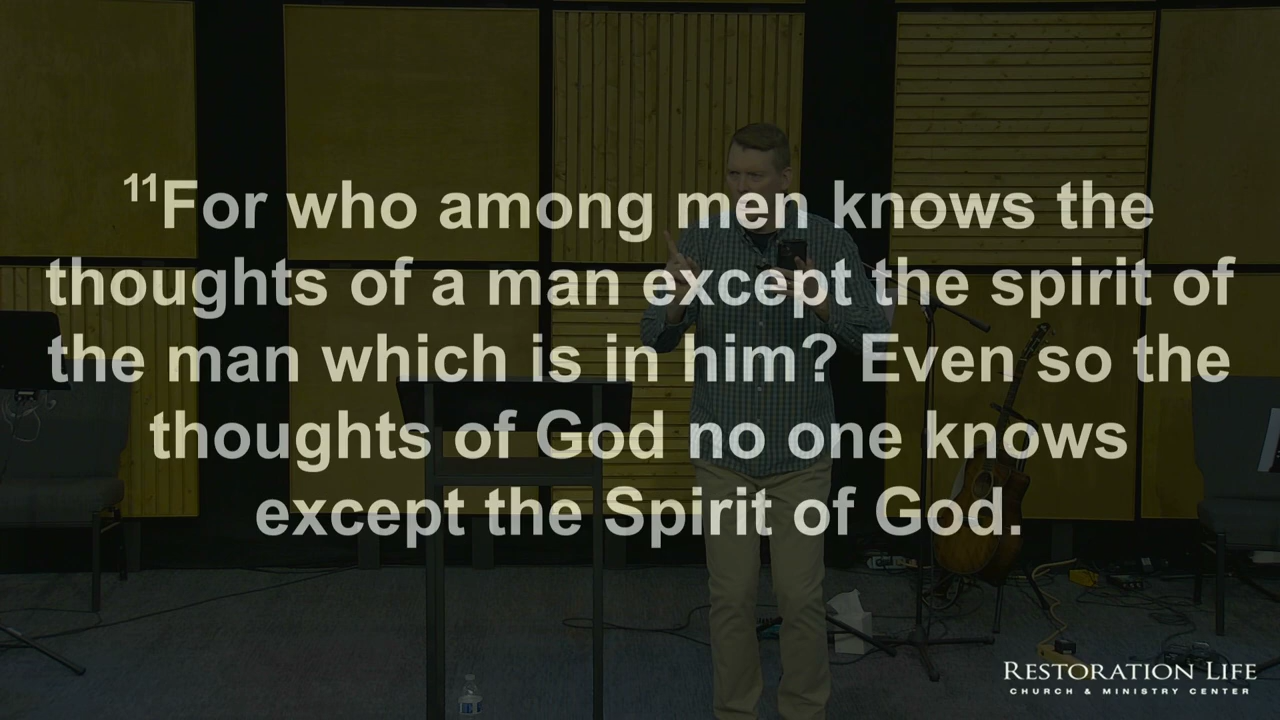 11For who among men knows the
thoughts of a man except the spirit of
the man which is in him? Even so the
thoughts of God no one knows
except the Spirit of God.
RESTORATION LIFE
CHURCH & MINISTRY CENTER